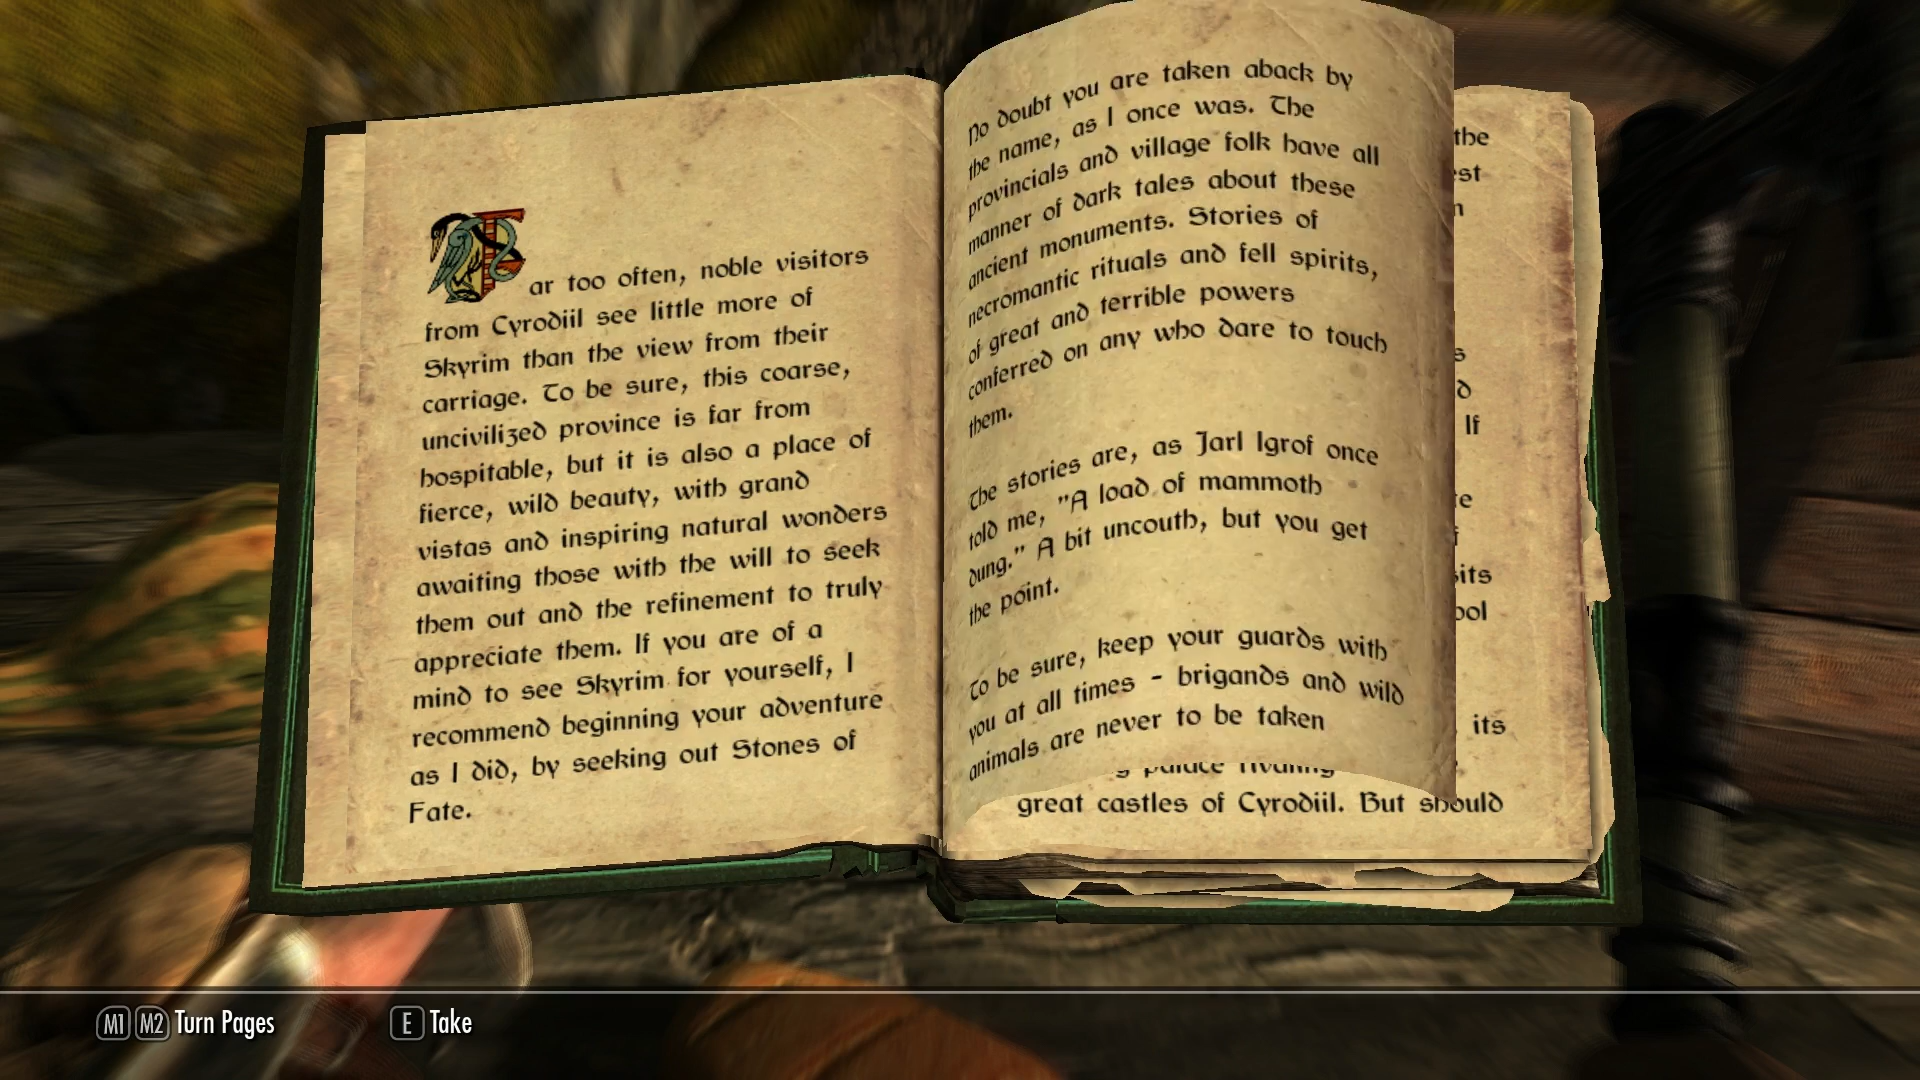 Far too often, noble visitors
from Cyrodiil see little more of
Skyrim than the view from their
carriage. To be sure, this coarse,
uncivilized province is far from
hospitable, but it is also a place of
fierce, wild beauty, with grand
vistas and inspiring natural wonders
awaiting those with the will to seek
them out and the refinement to truly
appreciate them. If you are of a
mind to see Skyrim for yourself, I
recommend beginning your adventure
as I did, by seeking out Stones of
Fate.
No doubt you are taken aback by
the name, as I once was. The
provincials and village folk have all
manner of dark tales about these
ancient monuments. Stories of
necromantic rituals and fell spirits,
of great and terrible powers
conferred on any who dare to touch
them.
The stories are, as Jarl Igrof once
told me, "A load of mammoth
dung." A bit uncouth, but you get
the point.
To be sure, keep your guards with
you at all times - brigands and wild
animals are never to be taken
the
If
its
great castles of Cyrodiil. But should
M1 M2 Turn Pages
E Take